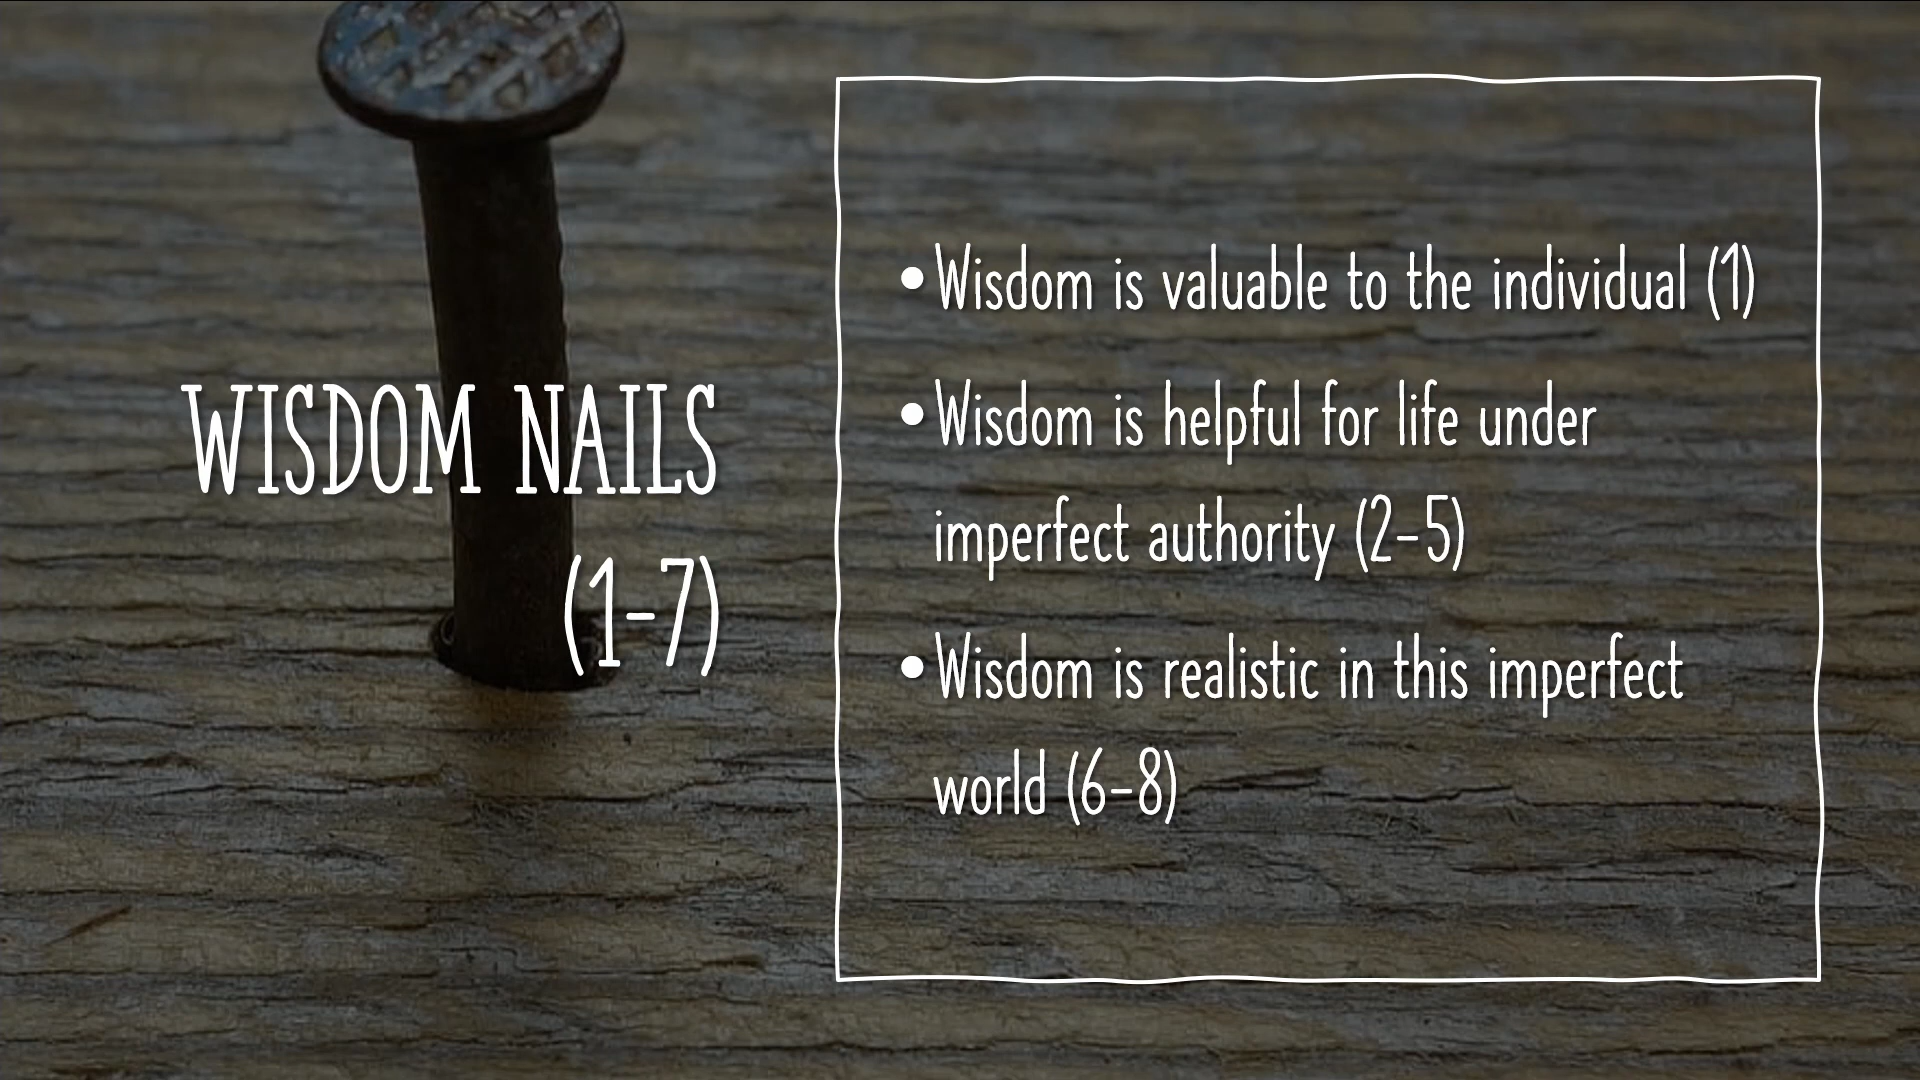 WISDOM NAILS
(1-7)
•Wisdom is valuable to the individual (1)
•Wisdom is helpful for life under
imperfect authority (2-5)
•Wisdom is realistic in this imperfect
world (6-8)